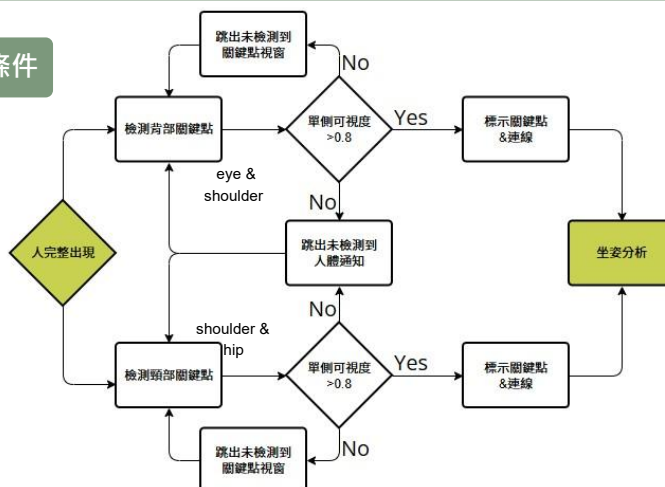 條件
跳出未檢測到
關鍵點視窗
No
檢測背部關鍵點
單側可視度
>0.8
Yes
標示關鍵點
&連線
eye &
shoulder
No
人完整出現
跳出未檢測到
人體通知
坐姿分析
No
shoulder &
hip
檢測頸部關鍵點
單側可視度
>0.8
Yes
標示關鍵點
&連線
No
跳出未檢測到
關鍵點視窗